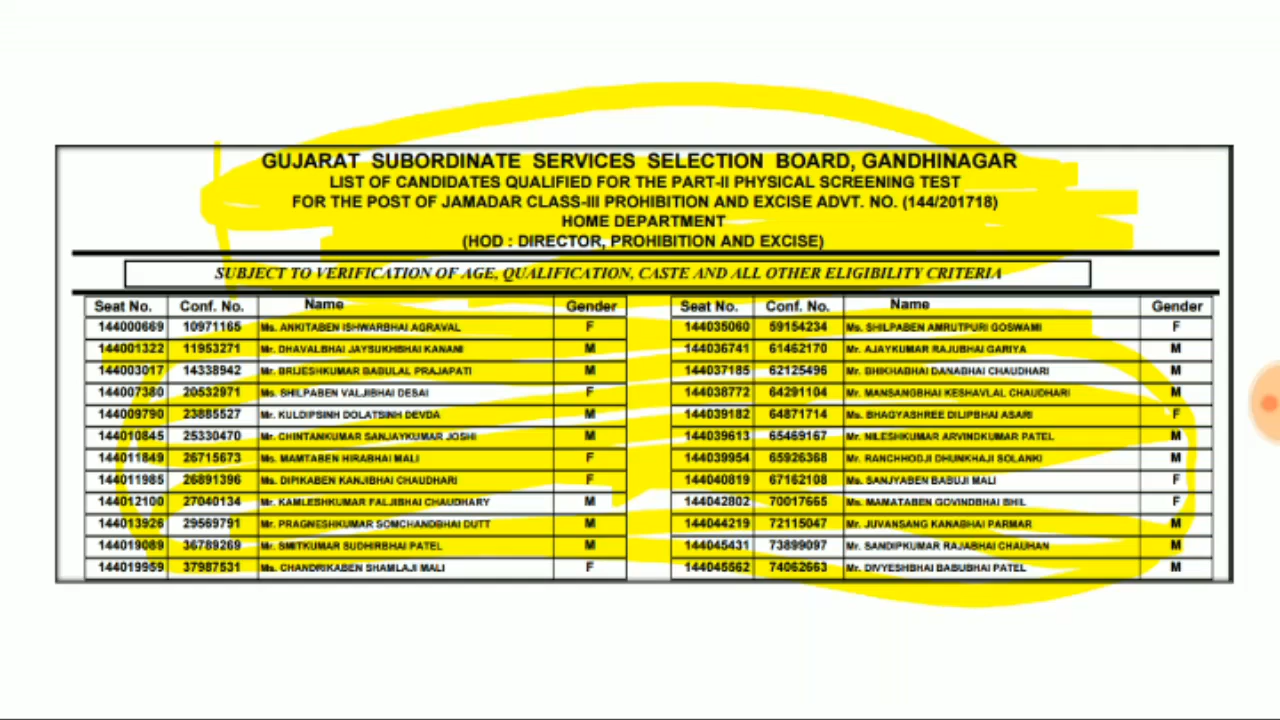 GUJARAT SUBORDINATE SERVICES SELECTION BOARD, GANDHINAGAR
LIST OF CANDIDATES QUALIFIED FOR THE PART-II PHYSICAL SCREENING TEST
FOR THE POST OF JAMADAR CLASS-III PROHIBITION AND EXCISE ADVT. NO. (144/201718)
HOME DEPARTMENT
(HOD : DIRECTOR, PROHIBITION AND EXCISE)
SUBJECT TO VERIFICATION OF AGE, QUALIFICATION, CASTE AND ALL OTHER ELIGIBILITY CRITERIA
Seat No. Conf. No. Name Gender Seat No. Conf. No. Name Gender
144000669 10971165 Ms. ANKITABEN ISHWARBHAI AGRAVAL F 144035060 59154234 Ms. SHILPABEN AMRUTPURI GOSWAMI F
144001322 11953271 Mr. DHAVALBHAI JAYSUKHBHAI KANANI M 144036741 61462170 Mr. AJAYKUMAR RAJUBHAI GARIYA M
144003017 14338942 Mr. BRIJESHKUMAR BABULAL PRAJAPATI M 144037185 62125496 Mr. BHIKHABHAI DANABHAI CHAUDHARI M
144007380 20532971 Ms. SHILPABEN VALJIBHAI DESAI F 144038772 64291104 Mr. MANSANGBHAI KESHAVLAL CHAUDHARI M
144009790 23885527 Mr. KULDIPSINH DOLATSINH DEVDA M 144039182 64871714 Ms. BHAGYASHREE DILIPBHAI ASARI F
144010845 25330470 Mr. CHINTANKUMAR SANJAYKUMAR JOSHI M 144039613 65469167 Mr. NILESHKUMAR ARVINDKUMAR PATEL M
144011849 26715673 Ms. MAMTABEN HIRABHAI MALI F 144039954 65926368 Mr. RANCHHODJI DHUNKHAJI SOLANKI M
144011985 26891396 Ms. DIPIKABEN KANJIBHAI CHAUDHARI F 144040819 67162108 Ms. SANJYABEN BABUJI MALI F
144012100 27040134 Mr. KAMLESHKUMAR FALJIBHAI CHAUDHARY M 144042802 70017665 Ms. MAMATABEN GOVINDBHAI BHIL F
144013926 29569791 Mr. PRAGNESHKUMAR SOMCHANDBHAI DUTT M 144044219 72115047 Mr. JUVANSANG KANABHAI PARMAR M
144019089 36789269 Mr. SMITKUMAR SUDHIRBHAI PATEL M 144045431 73899097 Mr. SANDIPKUMAR RAJABHAI CHAUHAN M
144019959 37987531 Ms. CHANDRIKABEN SHAMLAJI MALI F 144045562 74062663 Mr. DIVYESHBHAI BABUBHAI PATEL M